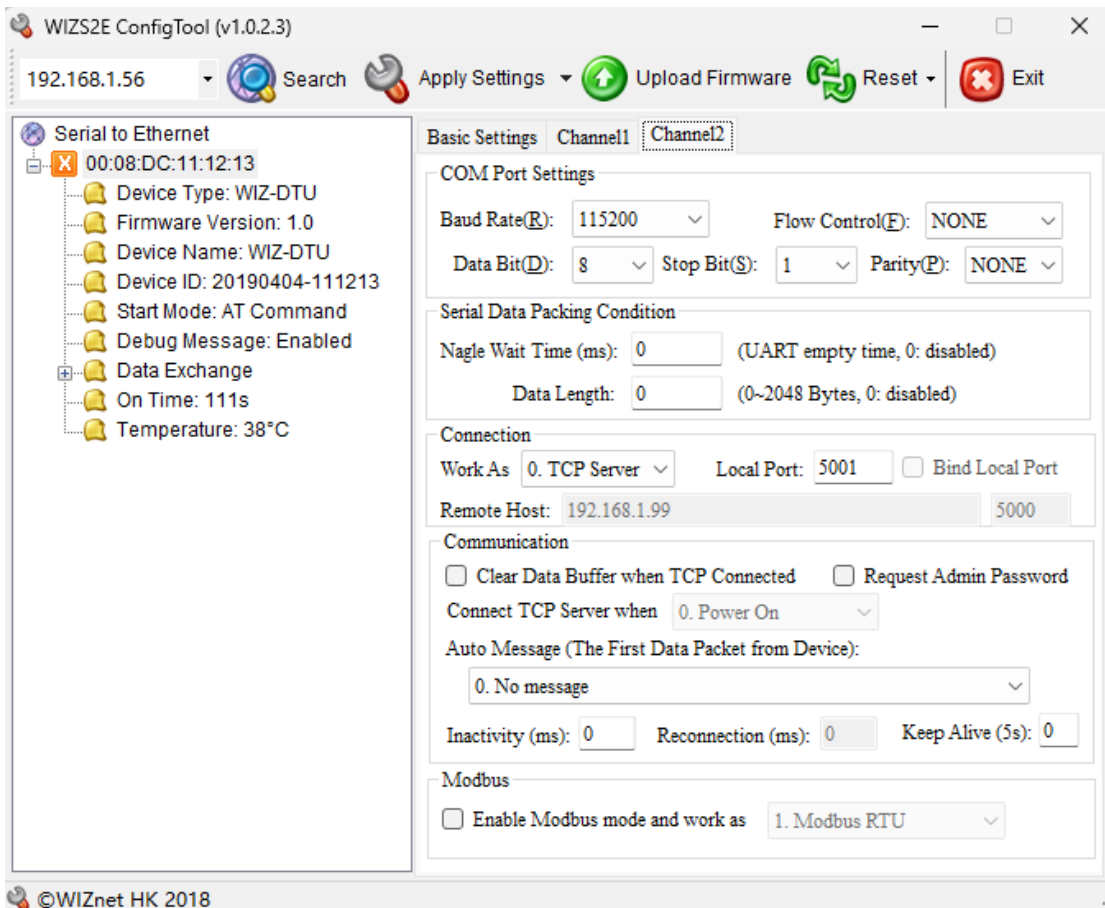 WIZS2E ConfigTool (v1.0.2.3)
192.168.1.56 Search Apply Settings Upload Firmware Reset Exit
Serial to Ethernet
00:08:DC:11:12:13
Device Type: WIZ-DTU
Firmware Version: 1.0
Device Name: WIZ-DTU
Device ID: 20190404-111213
Start Mode: AT Command
Debug Message: Enabled
Data Exchange
On Time: 111s
Temperature: 38°C
Basic Settings Channel1 Channel2
COM Port Settings
Baud Rate(R): 115200 Flow Control(F): NONE
Data Bit(D): 8 Stop Bit(S): 1 Parity(P): NONE
Serial Data Packing Condition
Nagle Wait Time (ms): 0 (UART empty time, 0: disabled)
Data Length: 0 (0~2048 Bytes, 0: disabled)
Connection
Work As 0. TCP Server Local Port: 5001 Bind Local Port
Remote Host: 192.168.1.99 5000
Communication
Clear Data Buffer when TCP Connected Request Admin Password
Connect TCP Server when 0. Power On
Auto Message (The First Data Packet from Device):
0. No message
Inactivity (ms): 0 Reconnection (ms): 0 Keep Alive (5s): 0
Modbus
Enable Modbus mode and work as 1. Modbus RTU
©WIZnet HK 2018